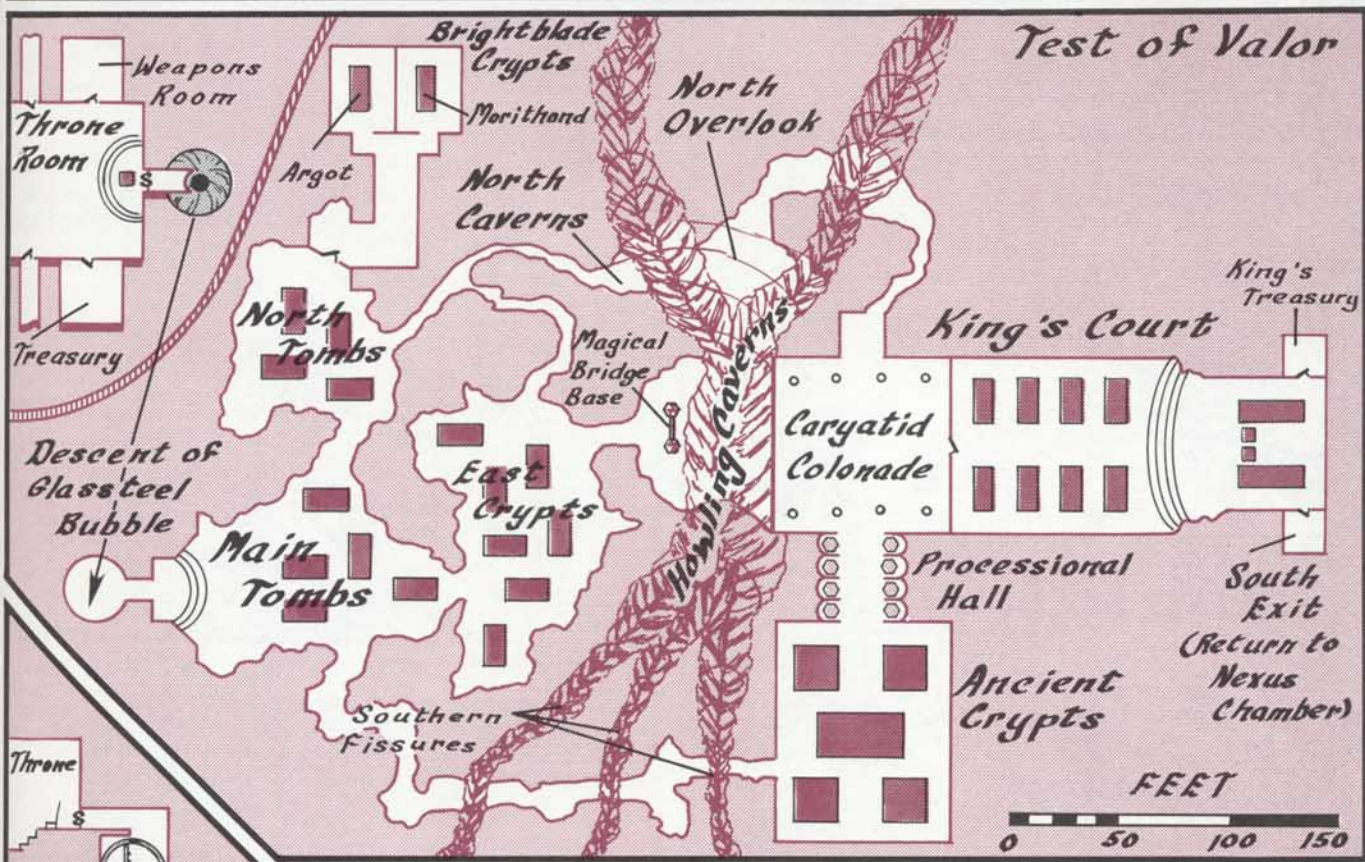 Test of Valor
Brightblade
Crypts
Weapons
Room
Throne
Room
S
Argot
Morithond
North
Overlook
North
Caverns
Treasury
North
Tombs
Magical
Bridge
Base
Howling Caverns
King's Court
King's
Treasury
Caryatid
Colonade
Descent of
Glassteel
Bubble
Main
Tombs
East
Crypts
Processional
Hall
South
Exit
(Return to
Nexus
Chamber)
Ancient
Crypts
Southern
Fissures
Throne
S
FEET
0 50 100 150